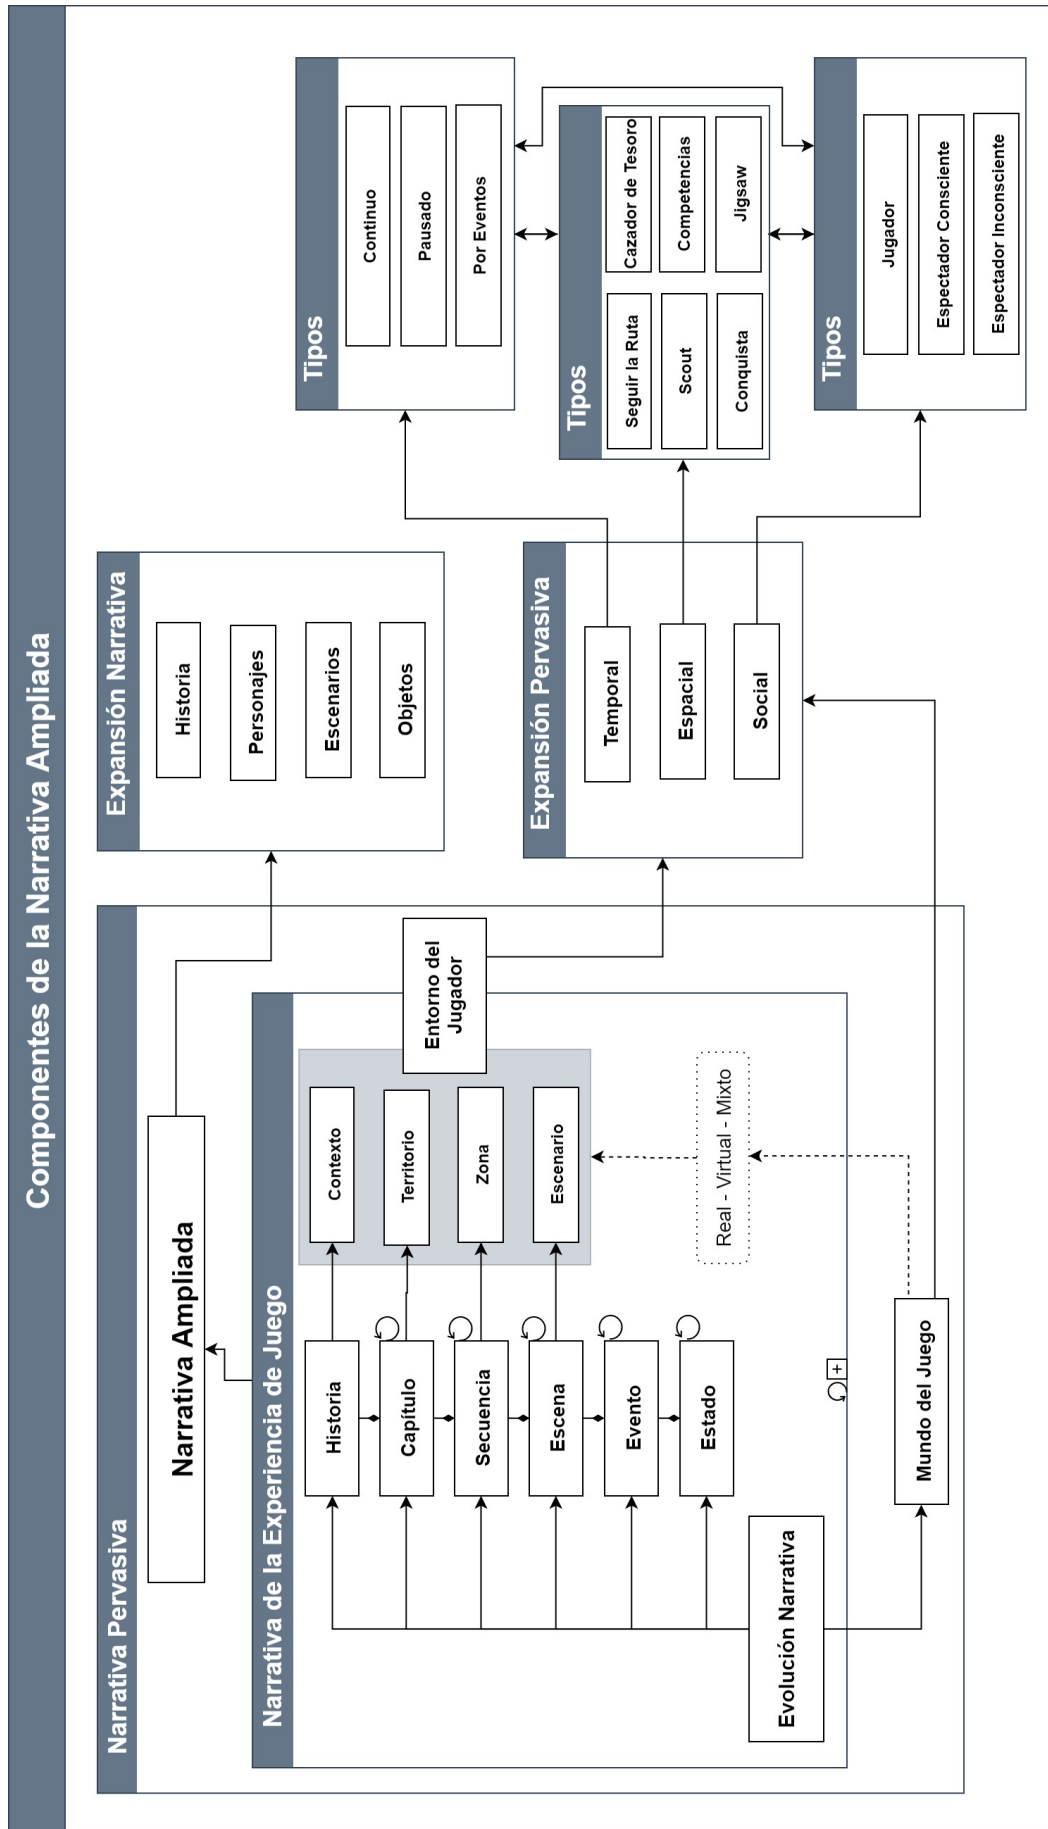 Componentes de la Narrativa Ampliada
Narrativa Pervasiva
Narrativa Ampliada
Narrativa de la Experiencia de Juego
Historia
Capítulo
Secuencia
Escena
Evento
Estado
Contexto
Territorio
Zona
Escenario
Entorno del
Jugador
Real - Virtual - Mixto
Evolución Narrativa
Mundo del Juego
+
Expansión Narrativa
Historia
Personajes
Escenarios
Objetos
Expansión Pervasiva
Temporal
Espacial
Social
Tipos
Continuo
Pausado
Por Eventos
Tipos
Seguir la Ruta
Cazador de Tesoro
Scout
Competencias
Conquista
Jigsaw
Tipos
Jugador
Espectador Consciente
Espectador Inconsciente